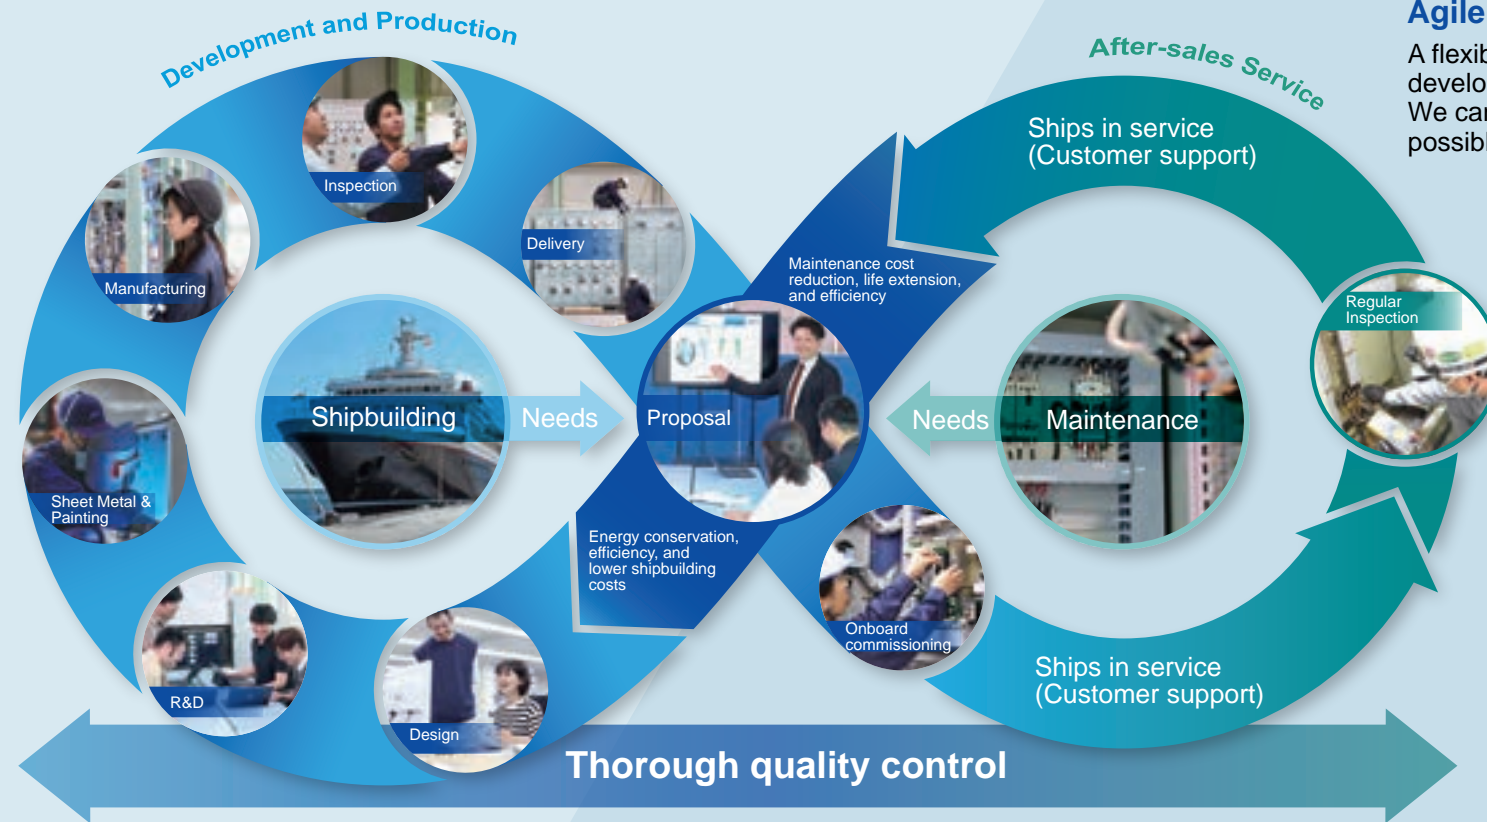 Development and Production
After-sales Service
Agile
A flexib
develo
We car
possibl
Inspection
Delivery
Manufacturing
Sheet Metal &
Painting
R&D
Design
Shipbuilding
Needs
Proposal
Energy conservation,
efficiency, and
lower shipbuilding
costs
Maintenance cost
reduction, life extension,
and efficiency
Needs
Maintenance
Ships in service
(Customer support)
Regular
Inspection
Onboard
commissioning
Ships in service
(Customer support)
Thorough quality control